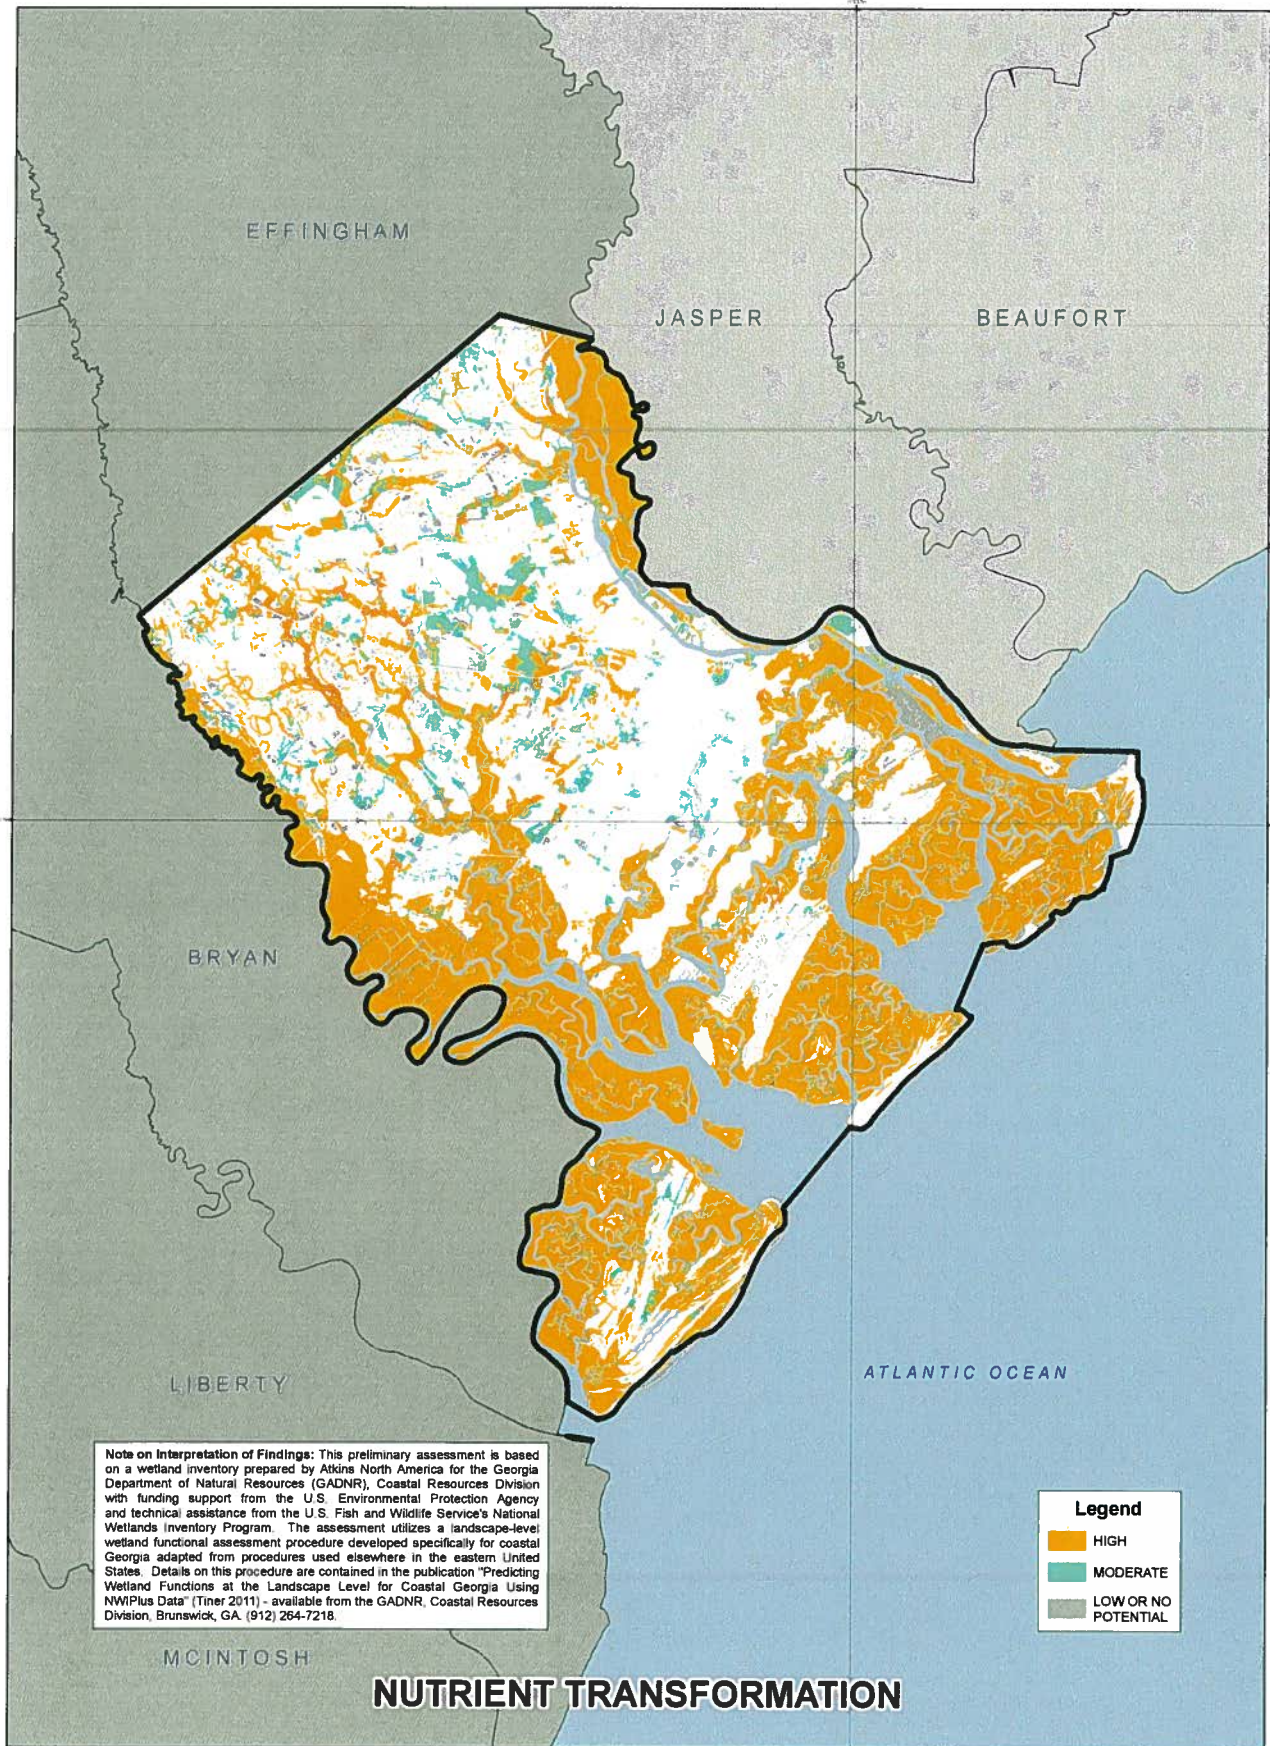 EFFINGHAM
JASPER
BEAUFORT
BRYAN
LIBERTY
ATLANTIC OCEAN
Note on Interpretation of Findings: This preliminary assessment is based
on a wetland inventory prepared by Atkins North America for the Georgia
Department of Natural Resources (GADNR), Coastal Resources Division
with funding support from the U.S. Environmental Protection Agency
and technical assistance from the U.S. Fish and Wildlife Service's National
Wetlands Inventory Program. The assessment utilizes a landscape-level
wetland functional assessment procedure developed specifically for coastal
Georgia adapted from procedures used elsewhere in the eastern United
States. Details on this procedure are contained in the publication "Predicting
Wetland Functions at the Landscape Level for Coastal Georgia Using
NWIPlus Data" (Tiner 2011) - available from the GADNR, Coastal Resources
Division, Brunswick, GA. (912) 264-7218.
Legend
HIGH
MODERATE
LOW OR NO
POTENTIAL
MCINTOSH
NUTRIENT TRANSFORMATION